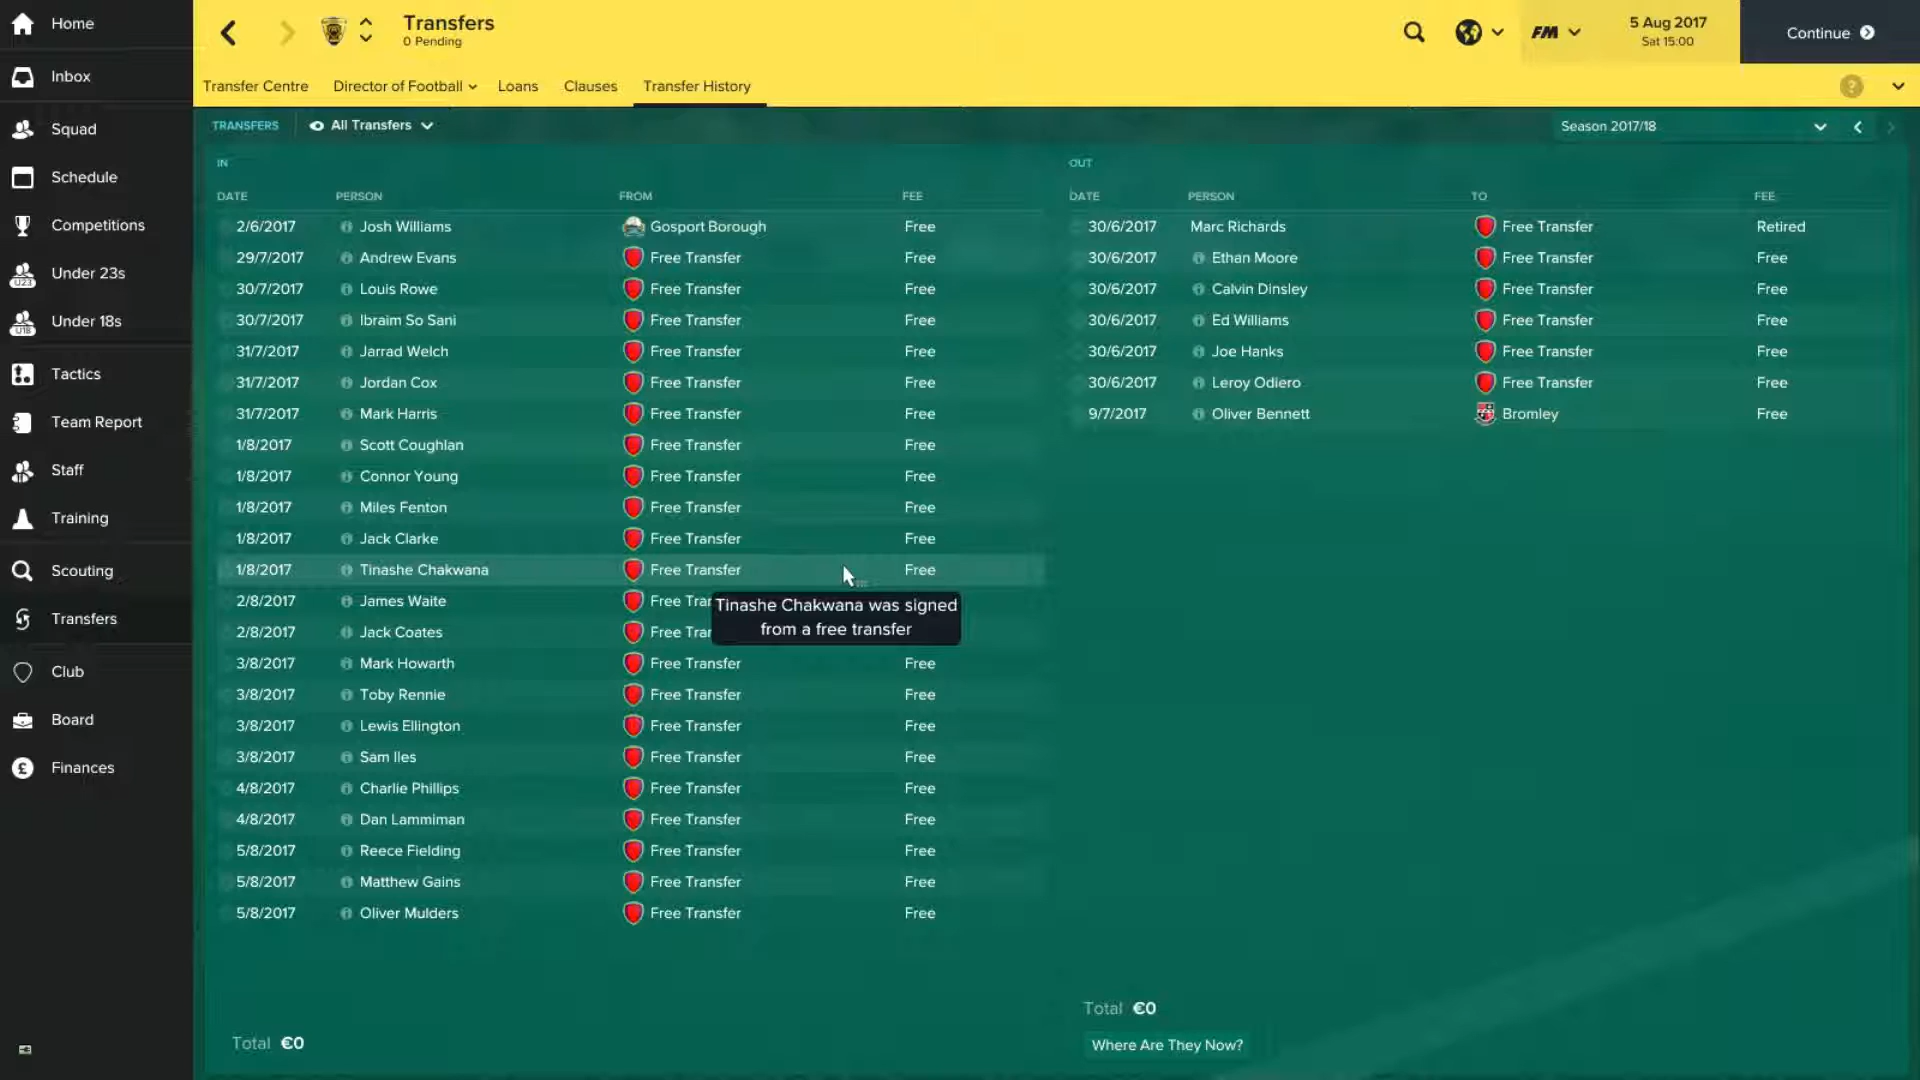 Home
Inbox
Squad
Schedule
Competitions
U23
Under 23s
U18
Under 18s
Tactics
Team Report
Staff
Training
Scouting
Transfers
Club
Board
Finances
Transfers
0 Pending
FM
5 Aug 2017
Sat 15:00
Continue
Transfer Centre Director of Football Loans Clauses Transfer History ?
TRANSFERS All Transfers Season 2017/18
IN
DATE PERSON FROM FEE
2/6/2017 Josh Williams Gosport Borough Free
29/7/2017 Andrew Evans Free Transfer Free
30/7/2017 Louis Rowe Free Transfer Free
30/7/2017 Ibraim So Sani Free Transfer Free
31/7/2017 Jarrad Welch Free Transfer Free
31/7/2017 Jordan Cox Free Transfer Free
31/7/2017 Mark Harris Free Transfer Free
1/8/2017 Scott Coughlan Free Transfer Free
1/8/2017 Connor Young Free Transfer Free
1/8/2017 Miles Fenton Free Transfer Free
1/8/2017 Jack Clarke Free Transfer Free
1/8/2017 Tinashe Chakwana Free Transfer Free
2/8/2017 James Waite Free Tra
2/8/2017 Jack Coates Free Tra
Tinashe Chakwana was signed
from a free transfer
3/8/2017 Mark Howarth Free Transfer Free
3/8/2017 Toby Rennie Free Transfer Free
3/8/2017 Lewis Ellington Free Transfer Free
3/8/2017 Sam Iles Free Transfer Free
4/8/2017 Charlie Phillips Free Transfer Free
4/8/2017 Dan Lammiman Free Transfer Free
5/8/2017 Reece Fielding Free Transfer Free
5/8/2017 Matthew Gains Free Transfer Free
5/8/2017 Oliver Mulders Free Transfer Free
Total €0
OUT
DATE PERSON TO FEE
30/6/2017 Marc Richards Free Transfer Retired
30/6/2017 Ethan Moore Free Transfer Free
30/6/2017 Calvin Dinsley Free Transfer Free
30/6/2017 Ed Williams Free Transfer Free
30/6/2017 Joe Hanks Free Transfer Free
30/6/2017 Leroy Odiero Free Transfer Free
9/7/2017 Oliver Bennett Bromley Free
Total €0
Where Are They Now?